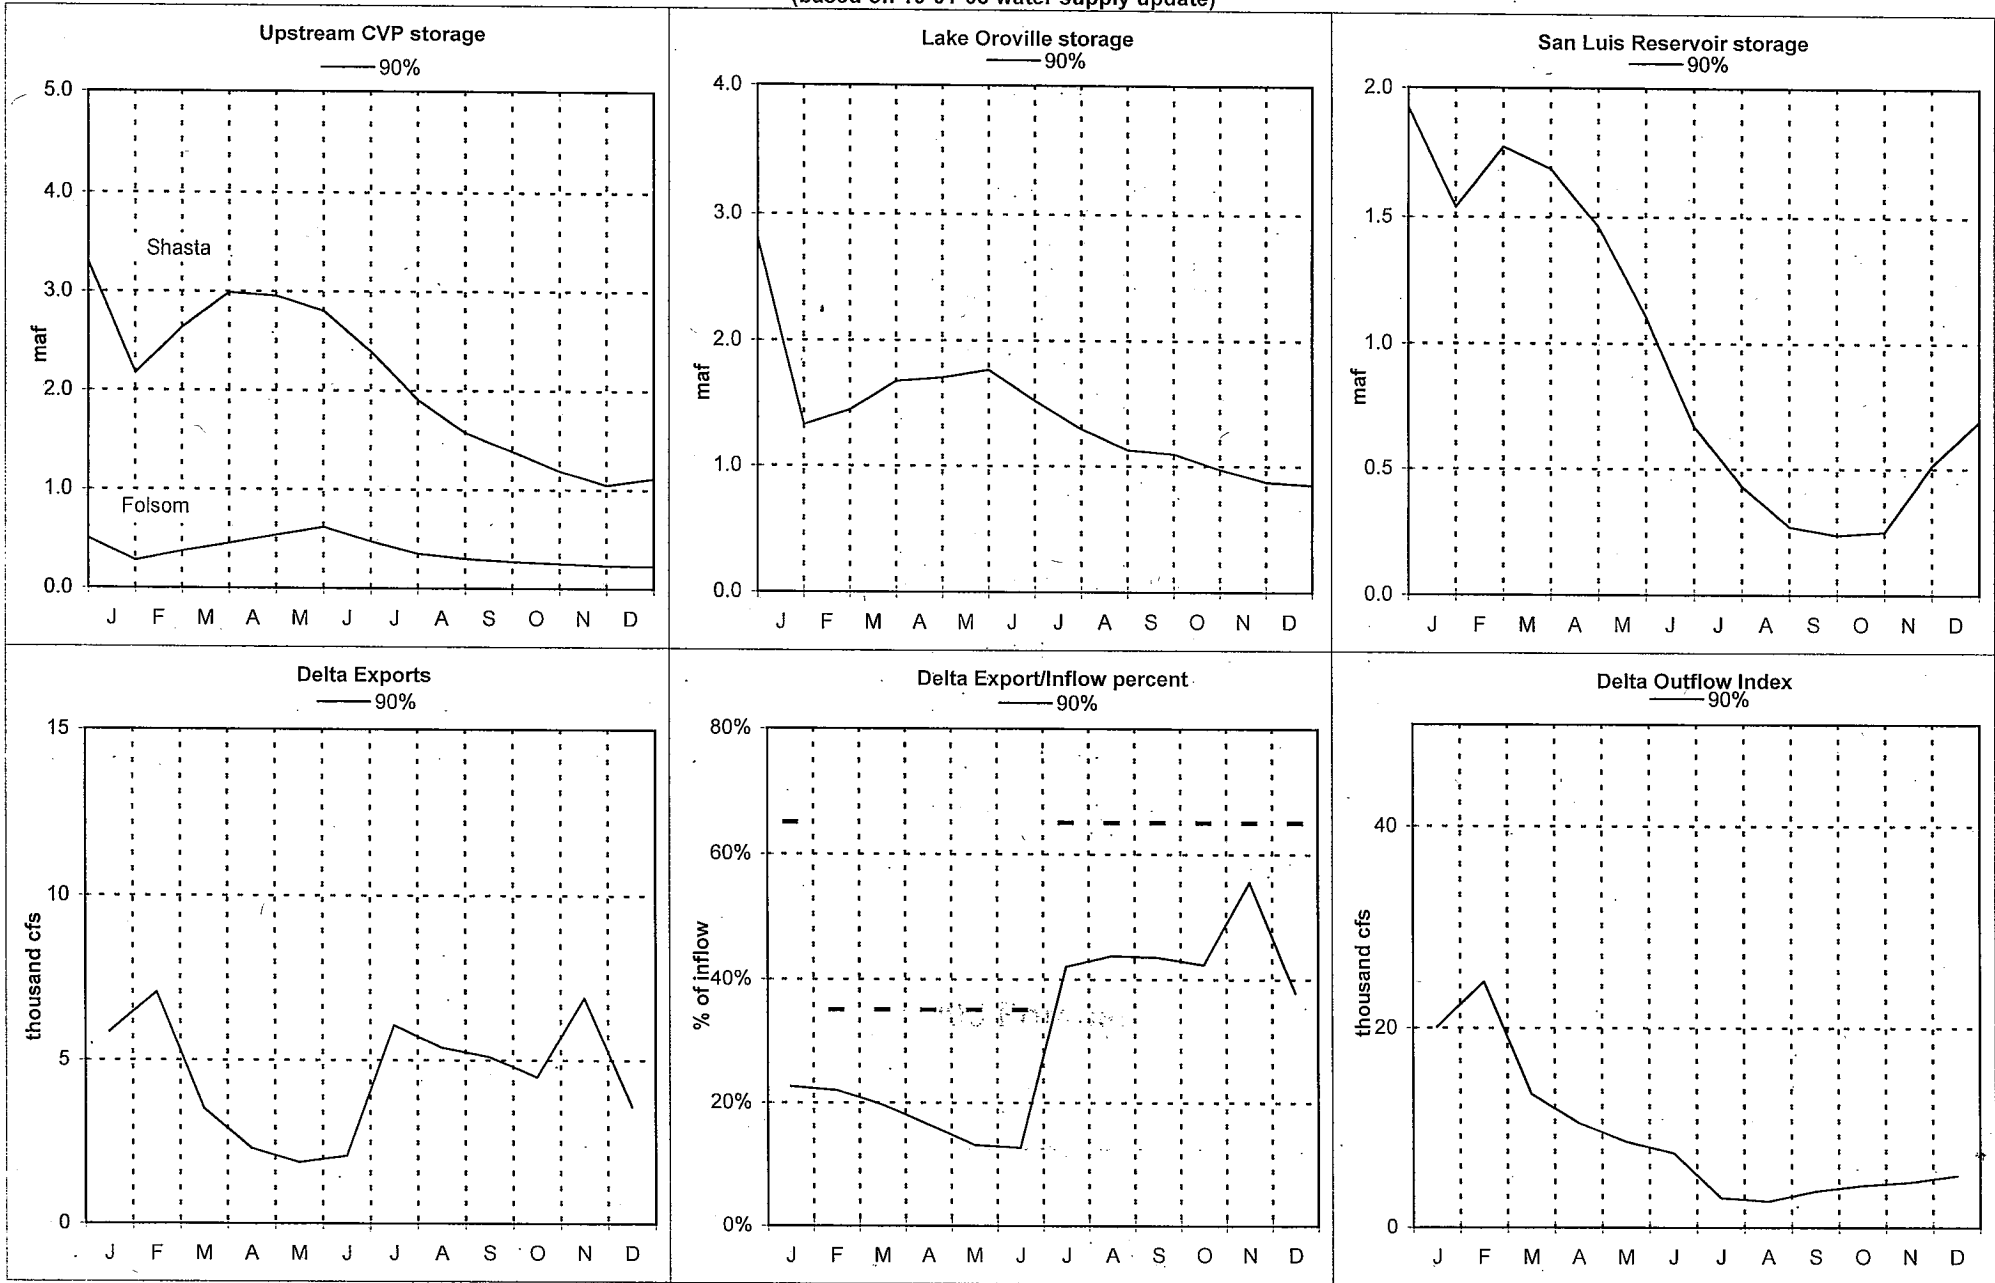 Upstream CVP storage
90%
5.0
4.0
3.0
2.0
1.0
0.0
maf
Shasta
Folsom
J F M A M J J A S O N D
Lake Oroville storage
90%
4.0
3.0
2.0
1.0
0.0
maf
J F M A M J J A S O N D
San Luis Reservoir storage
90%
2.0
1.5
1.0
0.5
0.0
maf
J F M A M J J A S O N D
Delta Exports
90%
15
10
5
0
thousand cfs
J F M A M J J A S O N D
Delta Export/Inflow percent
90%
80%
60%
40%
20%
0%
% of inflow
J F M A M J J A S O N D
Delta Outflow Index
90%
40
20
0
thousand cfs
J F M A M J J A S O N D